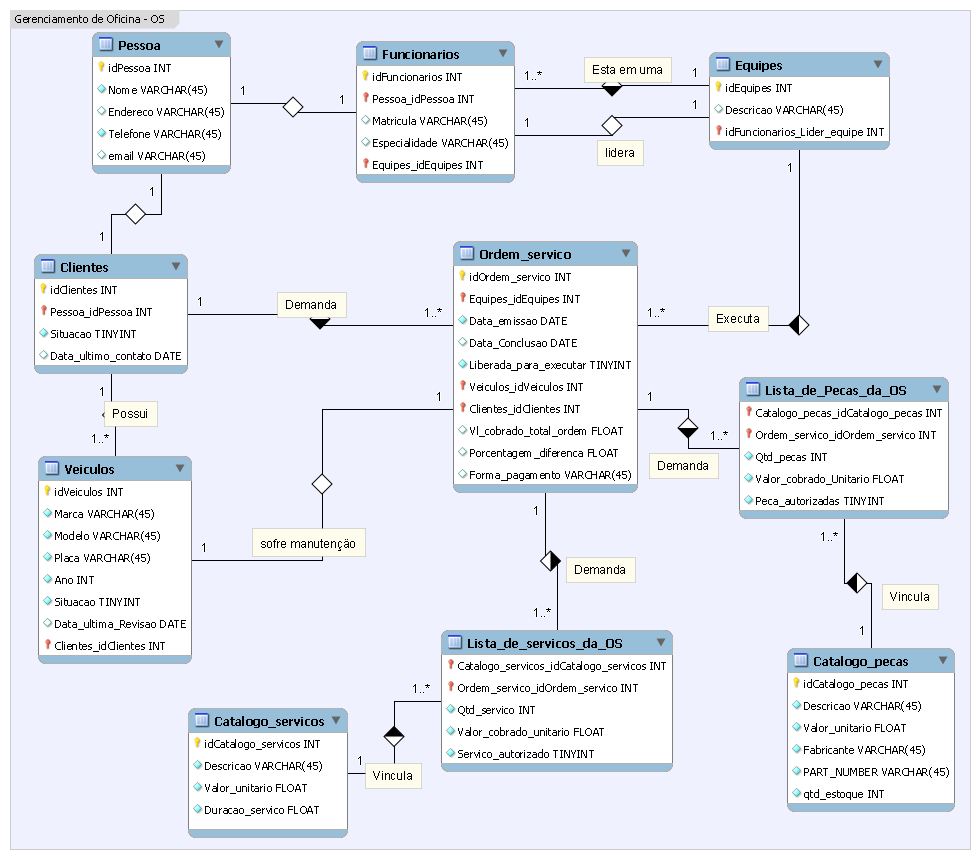 Gerenciamento de Oficina - OS
Pessoa
idPessoa INT
Nome VARCHAR(45)
Endereco VARCHAR(45)
Telefone VARCHAR(45)
email VARCHAR(45)
1
1
Funcionarios
idFuncionarios INT
Pessoa_idPessoa INT
Matricula VARCHAR(45)
Especialidade VARCHAR(45)
Equipes_idEquipes INT
1..*
Esta em uma
1
1
lidera
1
Equipes
idEquipes INT
Descricao VARCHAR(45)
idFuncionarios_Lider_equipe INT
1
1
1
Clientes
idClientes INT
Pessoa_idPessoa INT
Situacao TINYINT
Data_ultimo_contato DATE
1
Demanda
1..*
Ordem_servico
idOrdem_servico INT
Equipes_idEquipes INT
Data_emissao DATE
Data_Conclusao DATE
Liberada_para_executar TINYINT
Veiculos_idVeiculos INT
Clientes_idClientes INT
Vl_cobrado_total_ordem FLOAT
Porcentagem_diferenca FLOAT
Forma_pagamento VARCHAR(45)
1..*
Executa
1
Possui
1..*
Veiculos
idVeiculos INT
Marca VARCHAR(45)
Modelo VARCHAR(45)
Placa VARCHAR(45)
Ano INT
Situacao TINYINT
Data_ultima_Revisao DATE
Clientes_idClientes INT
1
sofre manutenção
1
1
Demanda
1..*
Lista_de_Pecas_da_OS
Catalogo_pecas_idCatalogo_pecas INT
Ordem_servico_idOrdem_servico INT
Qtd_pecas INT
Valor_cobrado_Unitario FLOAT
Peca_autorizadas TINYINT
1..*
Vincula
1
Catalogo_pecas
idCatalogo_pecas INT
Descricao VARCHAR(45)
Valor_unitario FLOAT
Fabricante VARCHAR(45)
PART_NUMBER VARCHAR(45)
qtd_estoque INT
1
Demanda
1..*
Lista_de_servicos_da_OS
Catalogo_servicos_idCatalogo_servicos INT
Ordem_servico_idOrdem_servico INT
Qtd_servico INT
Valor_cobrado_unitario FLOAT
Servico_autorizado TINYINT
1..*
Vincula
1
Catalogo_servicos
idCatalogo_servicos INT
Descricao VARCHAR(45)
Valor_unitario FLOAT
Duracao_servico FLOAT